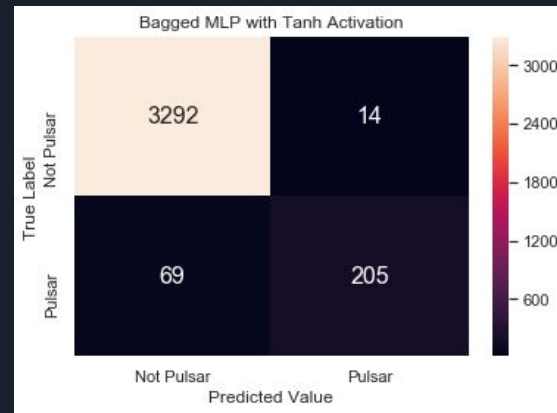 Bagged MLP with Tanh Activation
True Label
Not Pulsar
3292
14
Pulsar
69
205
Not Pulsar
Pulsar
Predicted Value
3000
2400
1800
1200
600